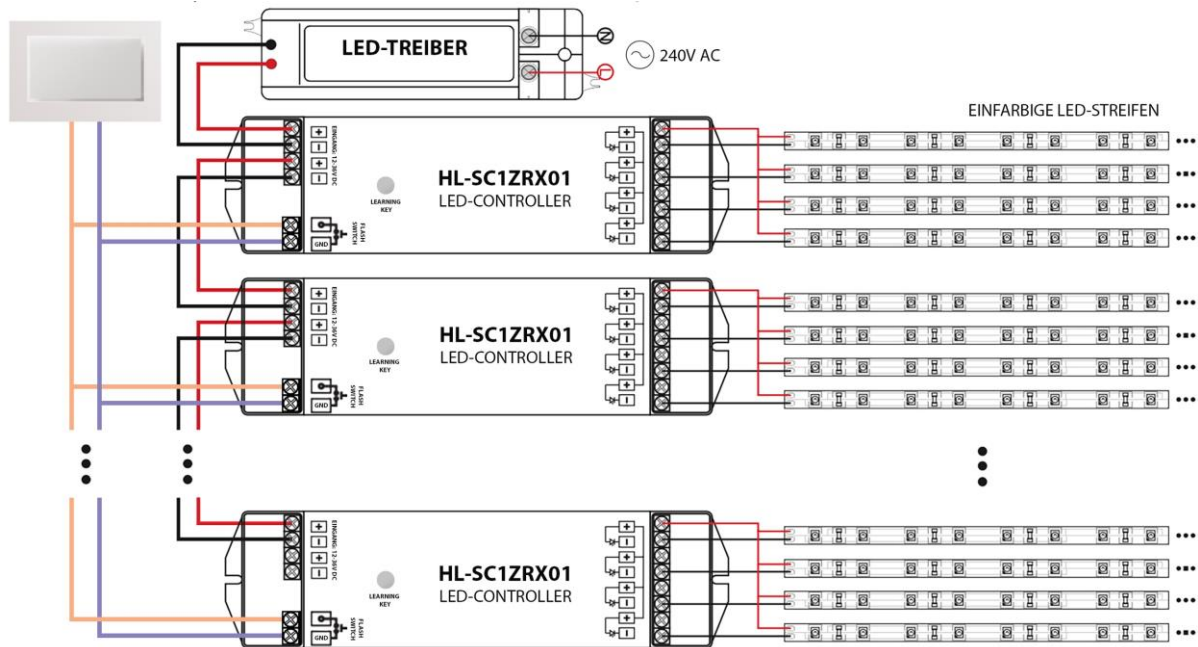 LED-TREIBER
N
L
240V AC
EINFARBIGE LED-STREIFEN
EINGANG 12-36V DC
+
−
+
−
HL-SC1ZRX01
LED-CONTROLLER
LEARNING
KEY
FLASH
SWITCH
GND
+
−
+
−
+
−
+
−
EINGANG 12-36V DC
+
−
+
−
HL-SC1ZRX01
LED-CONTROLLER
LEARNING
KEY
FLASH
SWITCH
GND
+
−
+
−
+
−
+
−
EINGANG 12-36V DC
+
−
+
−
HL-SC1ZRX01
LED-CONTROLLER
LEARNING
KEY
FLASH
SWITCH
GND
+
−
+
−
+
−
+
−